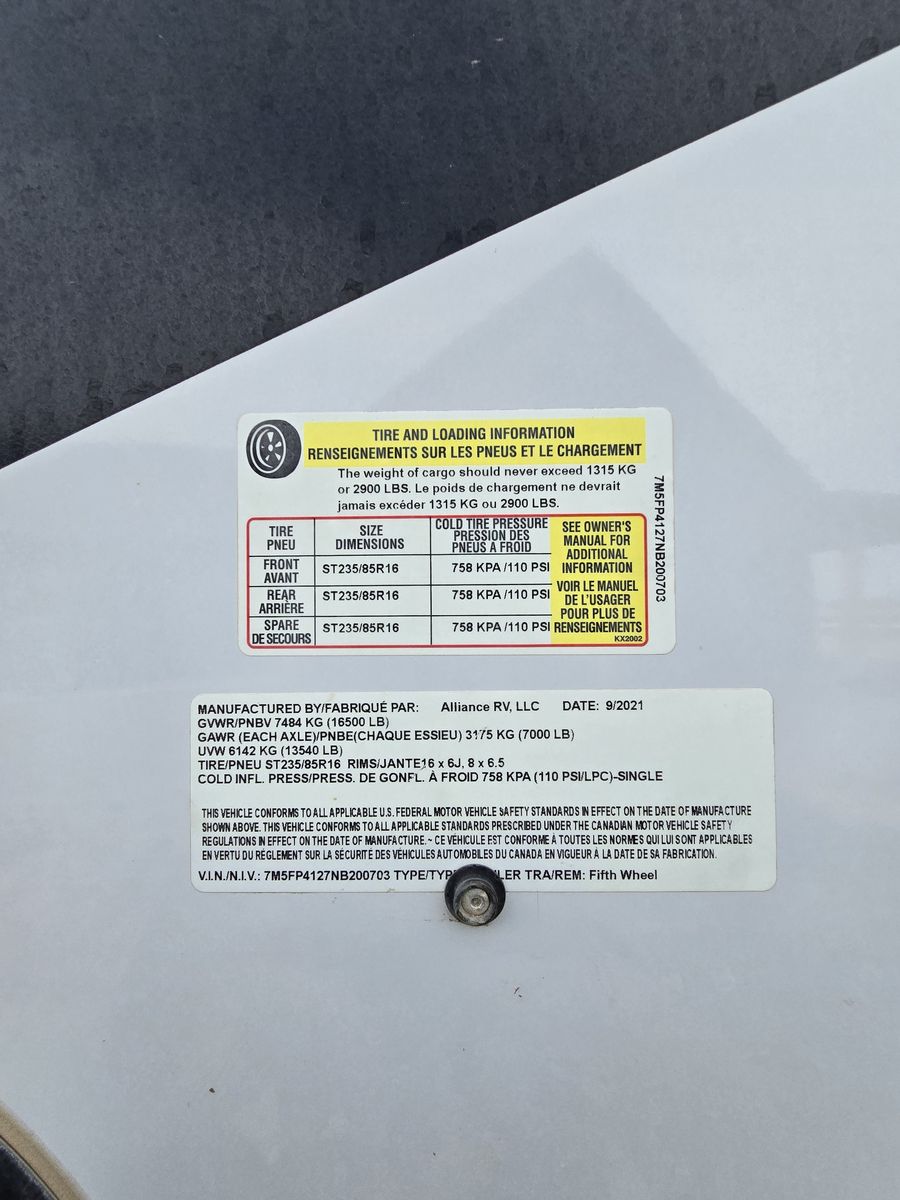 TIRE AND LOADING INFORMATION
RENSEIGNEMENTS SUR LES PNEUS ET LE CHARGEMENT
The weight of cargo should never exceed 1315 KG
or 2900 LBS. Le poids de chargement ne devrait
jamais excéder 1315 KG ou 2900 LBS.
TIRE
PNEU
SIZE
DIMENSIONS
COLD TIRE PRESSURE
PRESSION DES
PNEUS A FROID
FRONT
AVANT
ST235/85R16
758 KPA /110 PSI
REAR
ARRIÈRE
ST235/85R16
758 KPA /110 PSI
SPARE
DE SECOURS
ST235/85R16
758 KPA /110 PSI
SEE OWNER'S
MANUAL FOR
ADDITIONAL
INFORMATION
VOIR LE MANUEL
DE L'USAGER
POUR PLUS DE
RENSEIGNEMENTS
KX2002
7M5FP4127NB200703
MANUFACTURED BY/FABRIQUÉ PAR: Alliance RV, LLC DATE: 9/2021
GVWR/PNBV 7484 KG (16500 LB)
GAWR (EACH AXLE)/PNBE(CHAQUE ESSIEU) 3175 KG (7000 LB)
UVW 6142 KG (13540 LB)
TIRE/PNEU ST235/85R16 RIMS/JANTE16 x 6J, 8 x 6.5
COLD INFL. PRESS/PRESS. DE GONFL. À FROID 758 KPA (110 PSI/LPC)-SINGLE
THIS VEHICLE CONFORMS TO ALL APPLICABLE U.S. FEDERAL MOTOR VEHICLE SAFETY STANDARDS IN EFFECT ON THE DATE OF MANUFACTURE
SHOWN ABOVE. THIS VEHICLE CONFORMS TO ALL APPLICABLE STANDARDS PRESCRIBED UNDER THE CANADIAN MOTOR VEHICLE SAFETY
REGULATIONS IN EFFECT ON THE DATE OF MANUFACTURE. ~ CE VÉHICULE EST CONFORME À TOUTES LES NORMES QUI LUI SONT APPLICABLES
EN VERTU DU RÈGLEMENT SUR LA SÉCURITÉ DES VÉHICULES AUTOMOBILES DU CANADA EN VIGUEUR À LA DATE DE SA FABRICATION.
V.I.N./N.I.V.: 7M5FP4127NB200703 TYPE/TYP LER TRA/REM: Fifth Wheel